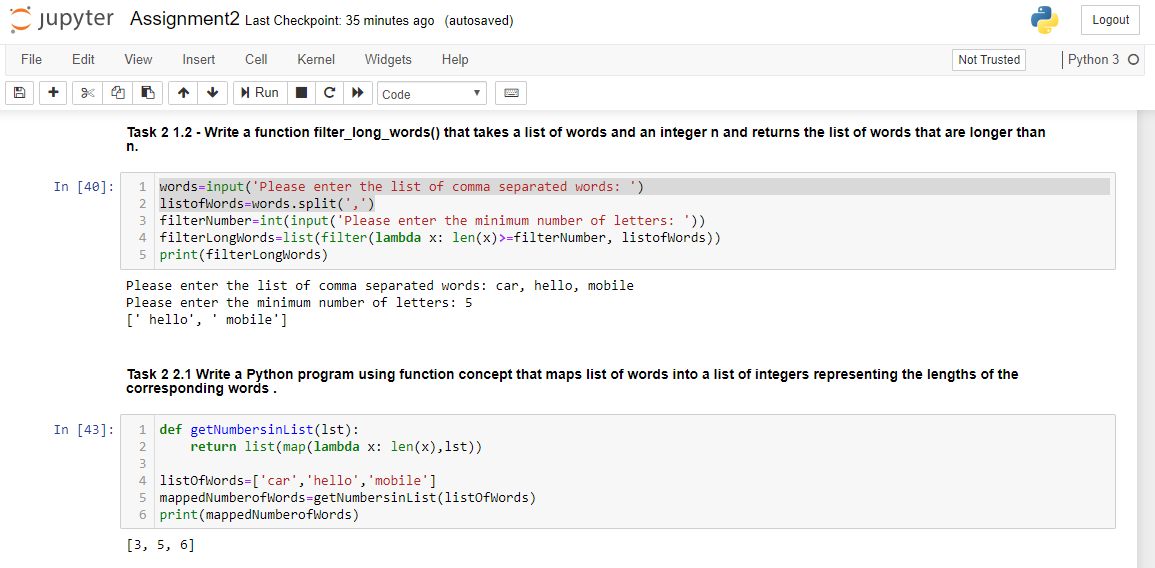 jupyter Assignment2 Last Checkpoint: 35 minutes ago (autosaved)
Logout
File Edit View Insert Cell Kernel Widgets Help
Not Trusted
Python 3
Run
Code
Task 2 1.2 - Write a function filter_long_words() that takes a list of words and an integer n and returns the list of words that are longer than
n.
In [40]:
1 words=input('Please enter the list of comma separated words: ')
2 listofWords=words.split(',')
3 filterNumber=int(input('Please enter the minimum number of letters: '))
4 filterLongWords=list(filter(lambda x: len(x)>=filterNumber, listofWords))
5 print(filterLongWords)
Please enter the list of comma separated words: car, hello, mobile
Please enter the minimum number of letters: 5
[' hello', ' mobile']
Task 2 2.1 Write a Python program using function concept that maps list of words into a list of integers representing the lengths of the
corresponding words .
In [43]:
1 def getNumbersinList(lst):
2     return list(map(lambda x: len(x),lst))
3
4 listOfWords=['car','hello','mobile']
5 mappedNumberofWords=getNumbersinList(listOfWords)
6 print(mappedNumberofWords)
[3, 5, 6]